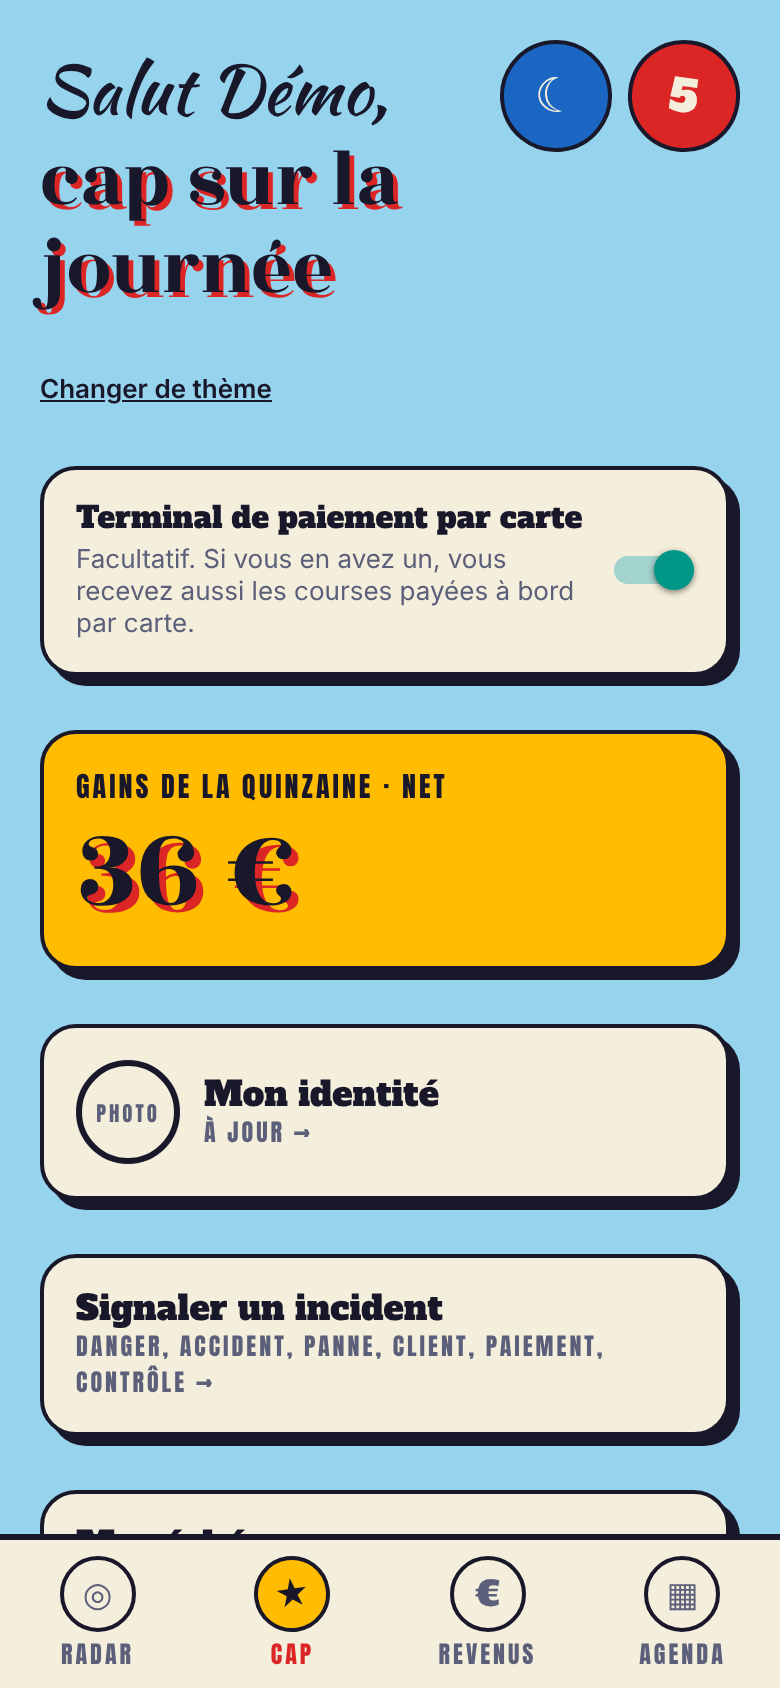 Salut Démo,
cap sur la
journée
5
Changer de thème
Terminal de paiement par carte
Facultatif. Si vous en avez un, vous
recevez aussi les courses payées à bord
par carte.
GAINS DE LA QUINZAINE · NET
36 €
PHOTO
Mon identité
À JOUR →
Signaler un incident
DANGER, ACCIDENT, PANNE, CLIENT, PAIEMENT,
CONTRÔLE →
€
RADAR
CAP
REVENUS
AGENDA